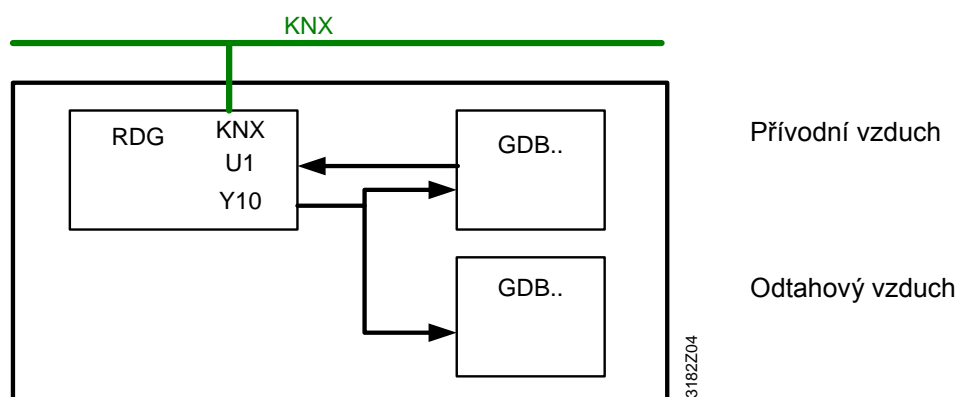 KNX
RDG
KNX
U1
Y10
GDB..
Přívodní vzduch
GDB..
Odtahový vzduch
3182Z04